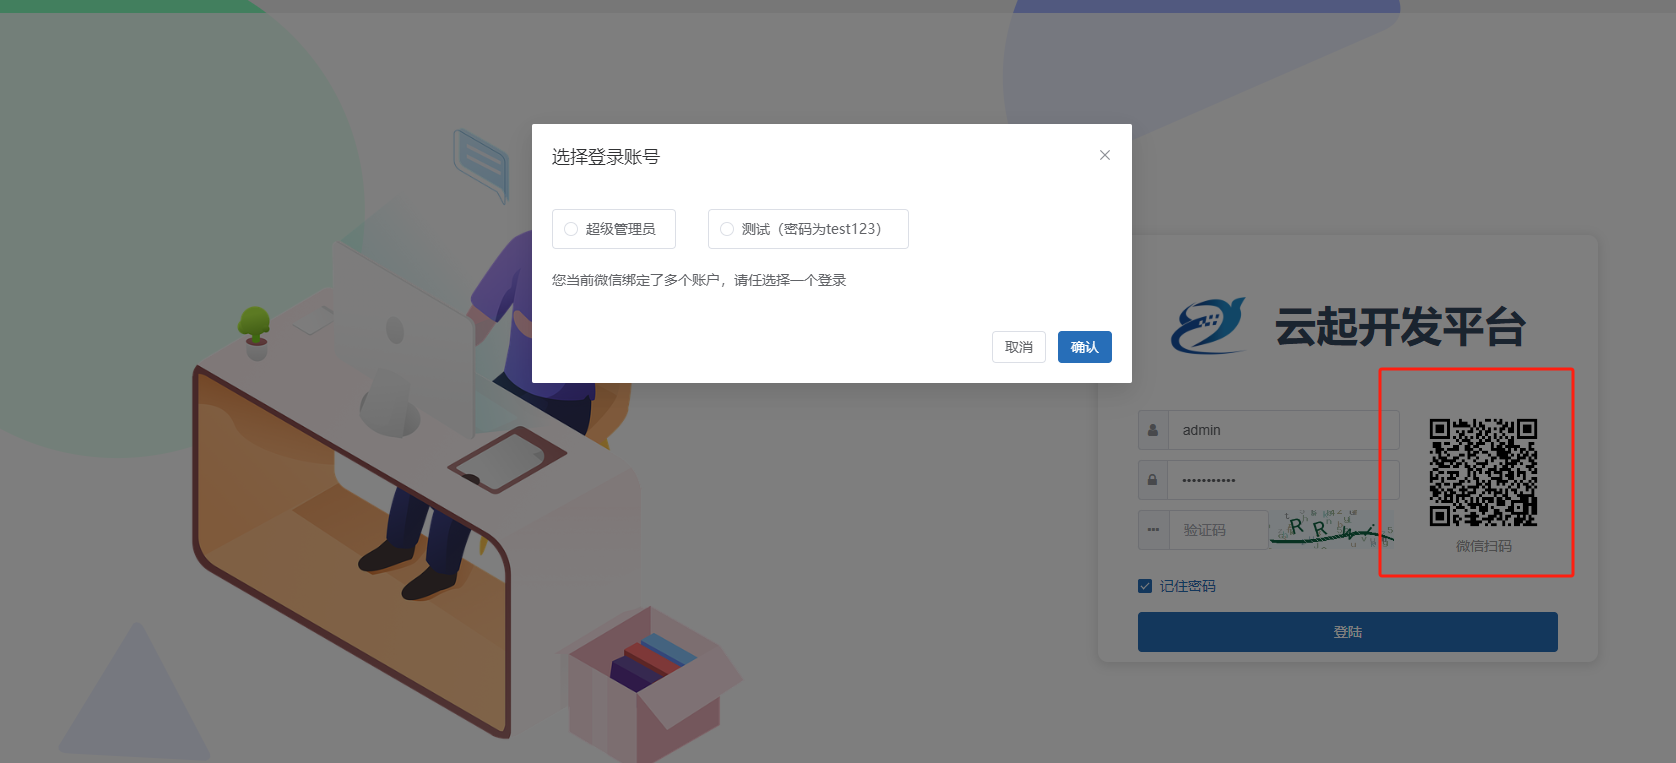 选择登录账号
超级管理员
测试（密码为test123）
您当前微信绑定了多个账户，请任选择一个登录
取消
确认
云起开发平台
admin
•••••••••••
验证码
微信扫码
记住密码
登陆